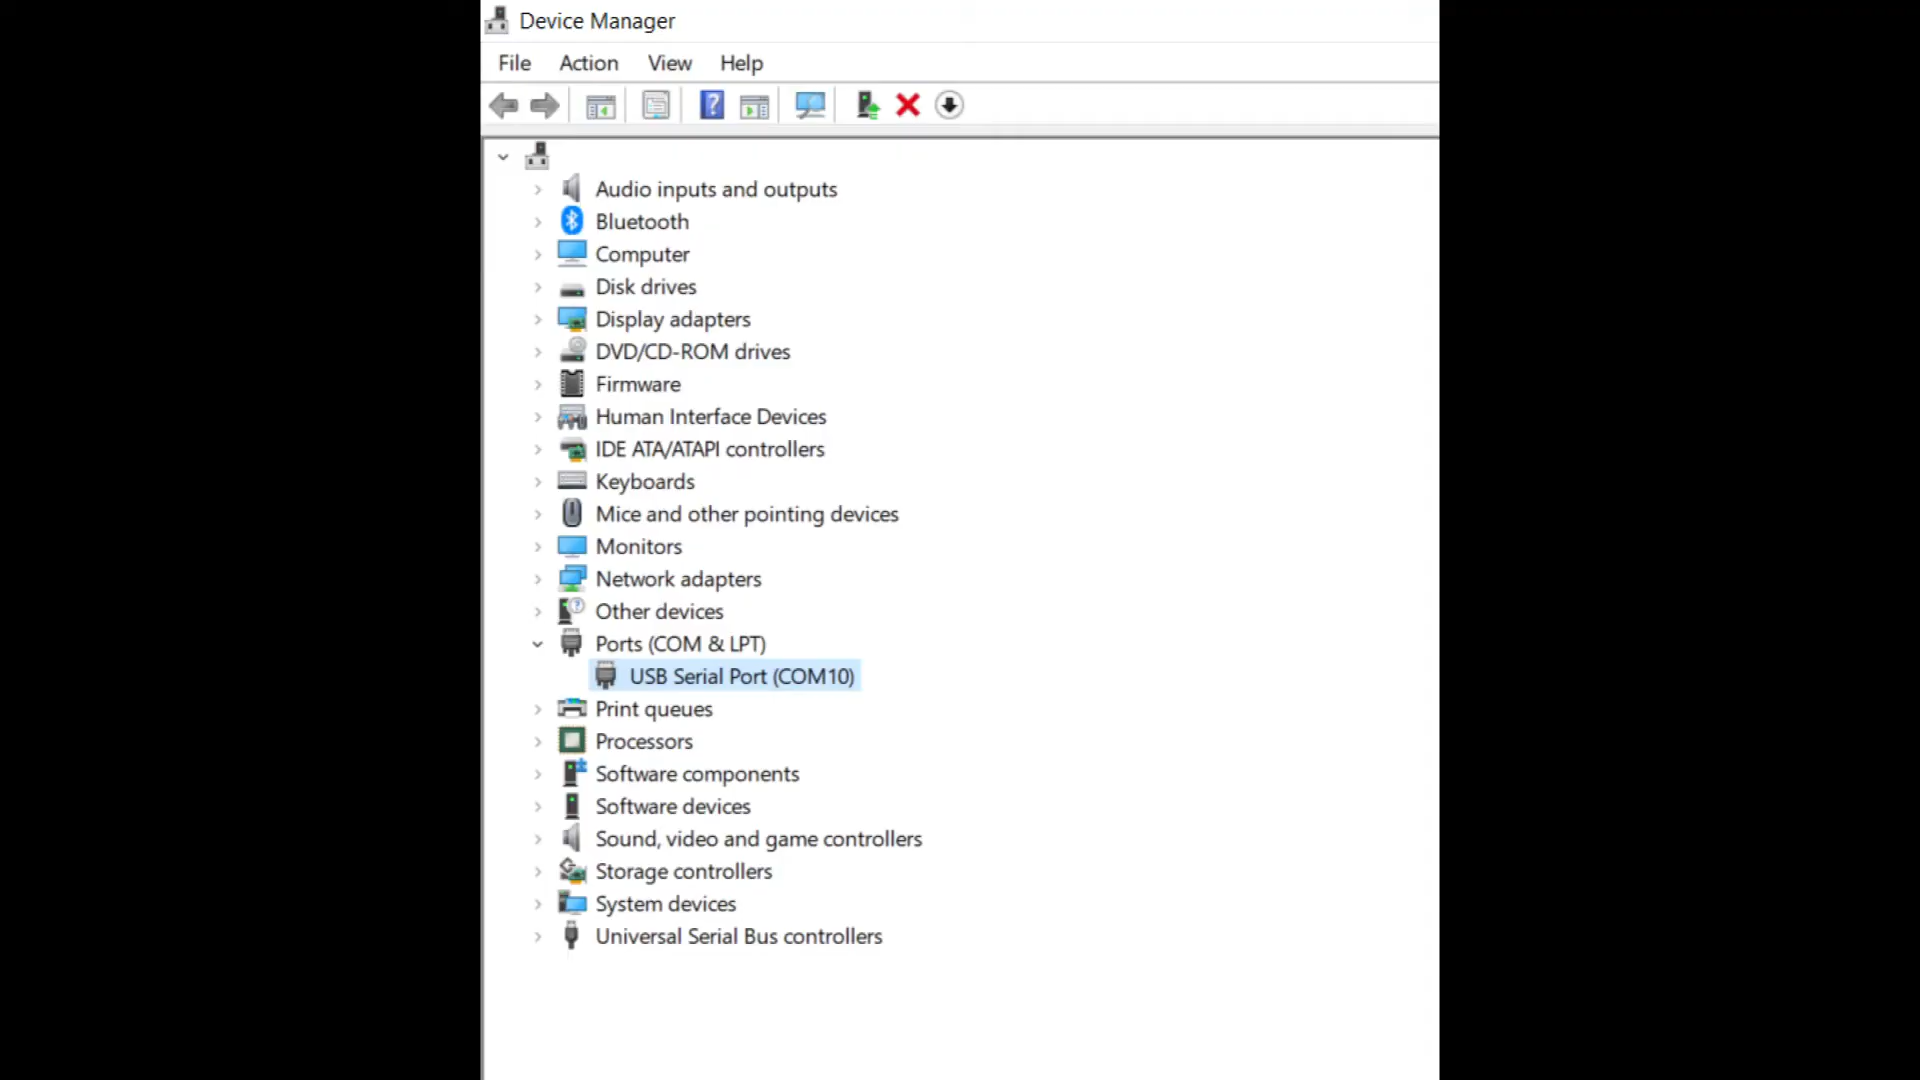 Device Manager
File Action View Help
Audio inputs and outputs
Bluetooth
Computer
Disk drives
Display adapters
DVD/CD-ROM drives
Firmware
Human Interface Devices
IDE ATA/ATAPI controllers
Keyboards
Mice and other pointing devices
Monitors
Network adapters
Other devices
Ports (COM & LPT)
USB Serial Port (COM10)
Print queues
Processors
Software components
Software devices
Sound, video and game controllers
Storage controllers
System devices
Universal Serial Bus controllers